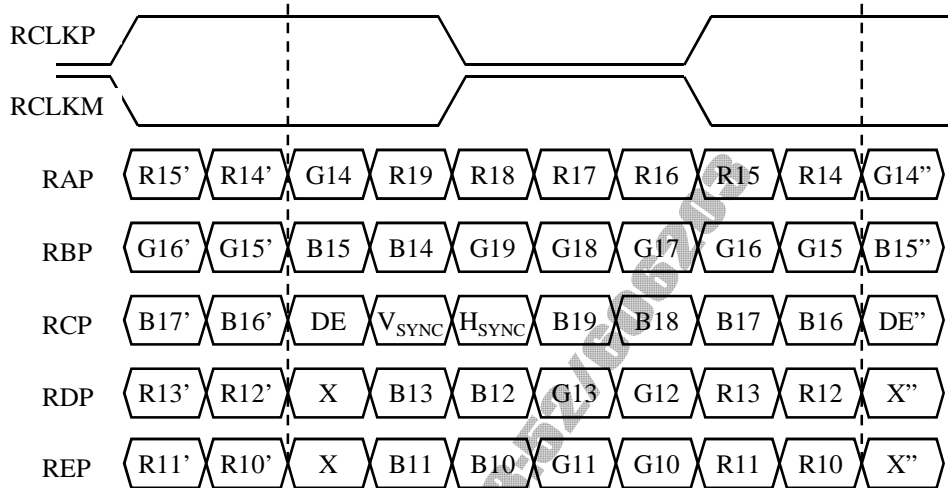 RCLKP
RCLKM
RAP R15’ R14’ G14 R19 R18 R17 R16 R15 R14 G14”
RBP G16’ G15’ B15 B14 G19 G18 G17 G16 G15 B15”
RCP B17’ B16’ DE VSYNC HSYNC B19 B18 B17 B16 DE”
RDP R13’ R12’ X B13 B12 G13 G12 R13 R12 X”
REP R11’ R10’ X B11 B10 G11 G10 R11 R10 X”